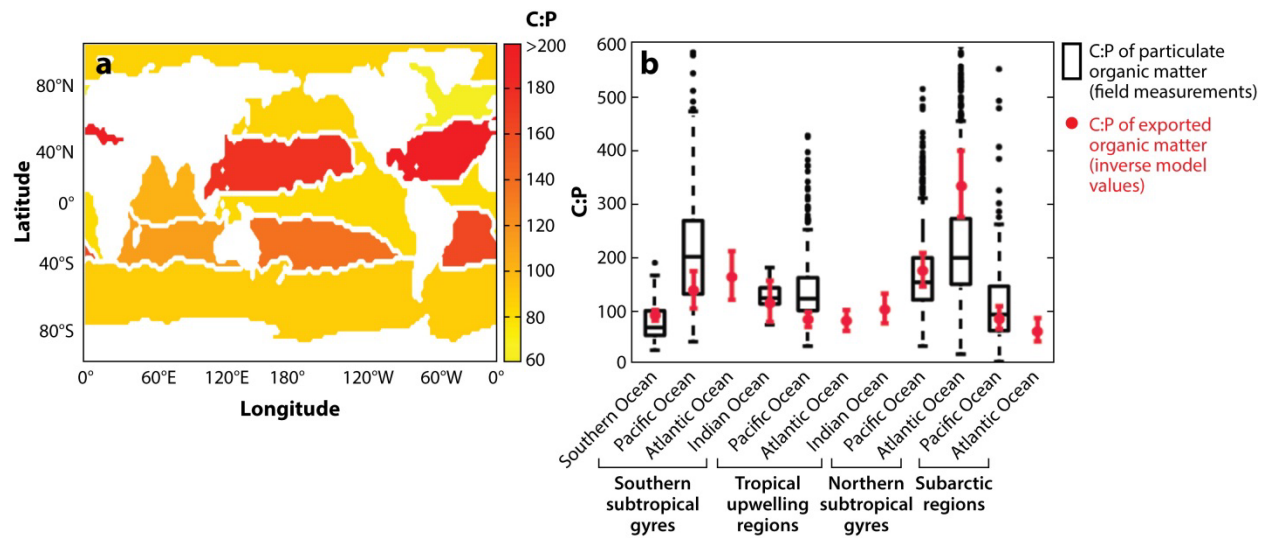 a
C:P
>200
180
160
140
120
100
80
60
80°N
40°N
0°
40°S
80°S
Latitude
0°
60°E
120°E
180°
120°W
60°W
0°
Longitude
b
600
500
400
300
200
100
0
C:P
Southern Ocean
Pacific Ocean
Atlantic Ocean
Indian Ocean
Pacific Ocean
Atlantic Ocean
Indian Ocean
Pacific Ocean
Atlantic Ocean
Pacific Ocean
Atlantic Ocean
Southern
subtropical
gyres
Tropical
upwelling
regions
Northern
subtropical
gyres
Subarctic
regions
C:P of particulate
organic matter
(field measurements)
C:P of exported
organic matter
(inverse model
values)